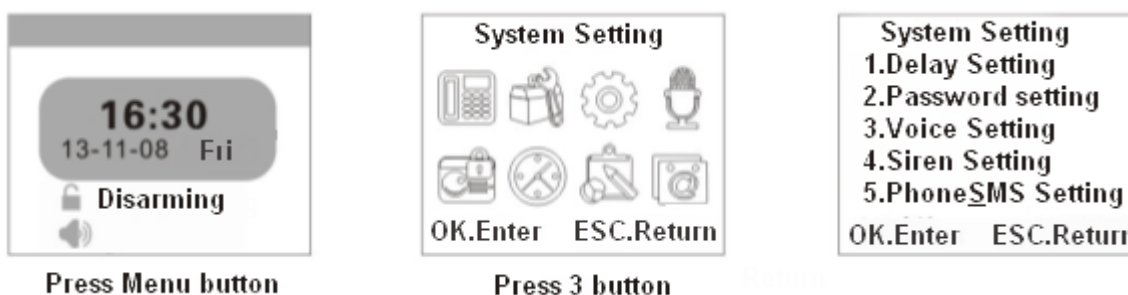 16:30
13-11-08 Fri
Disarming
Press Menu button
System Setting
OK.Enter ESC.Return
Press 3 button
System Setting
1.Delay Setting
2.Password setting
3.Voice Setting
4.Siren Setting
5.PhoneSMS Setting
OK.Enter ESC.Return